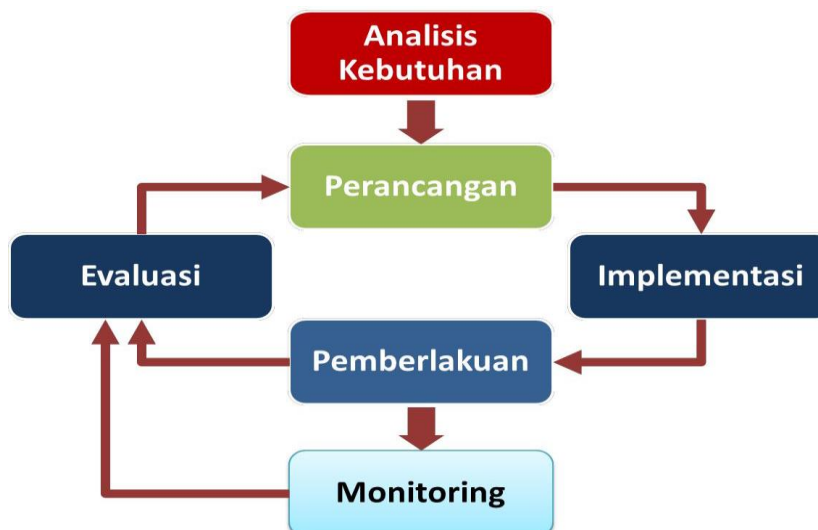 Analisis
Kebutuhan
Perancangan
Evaluasi
Implementasi
Pemberlakuan
Monitoring